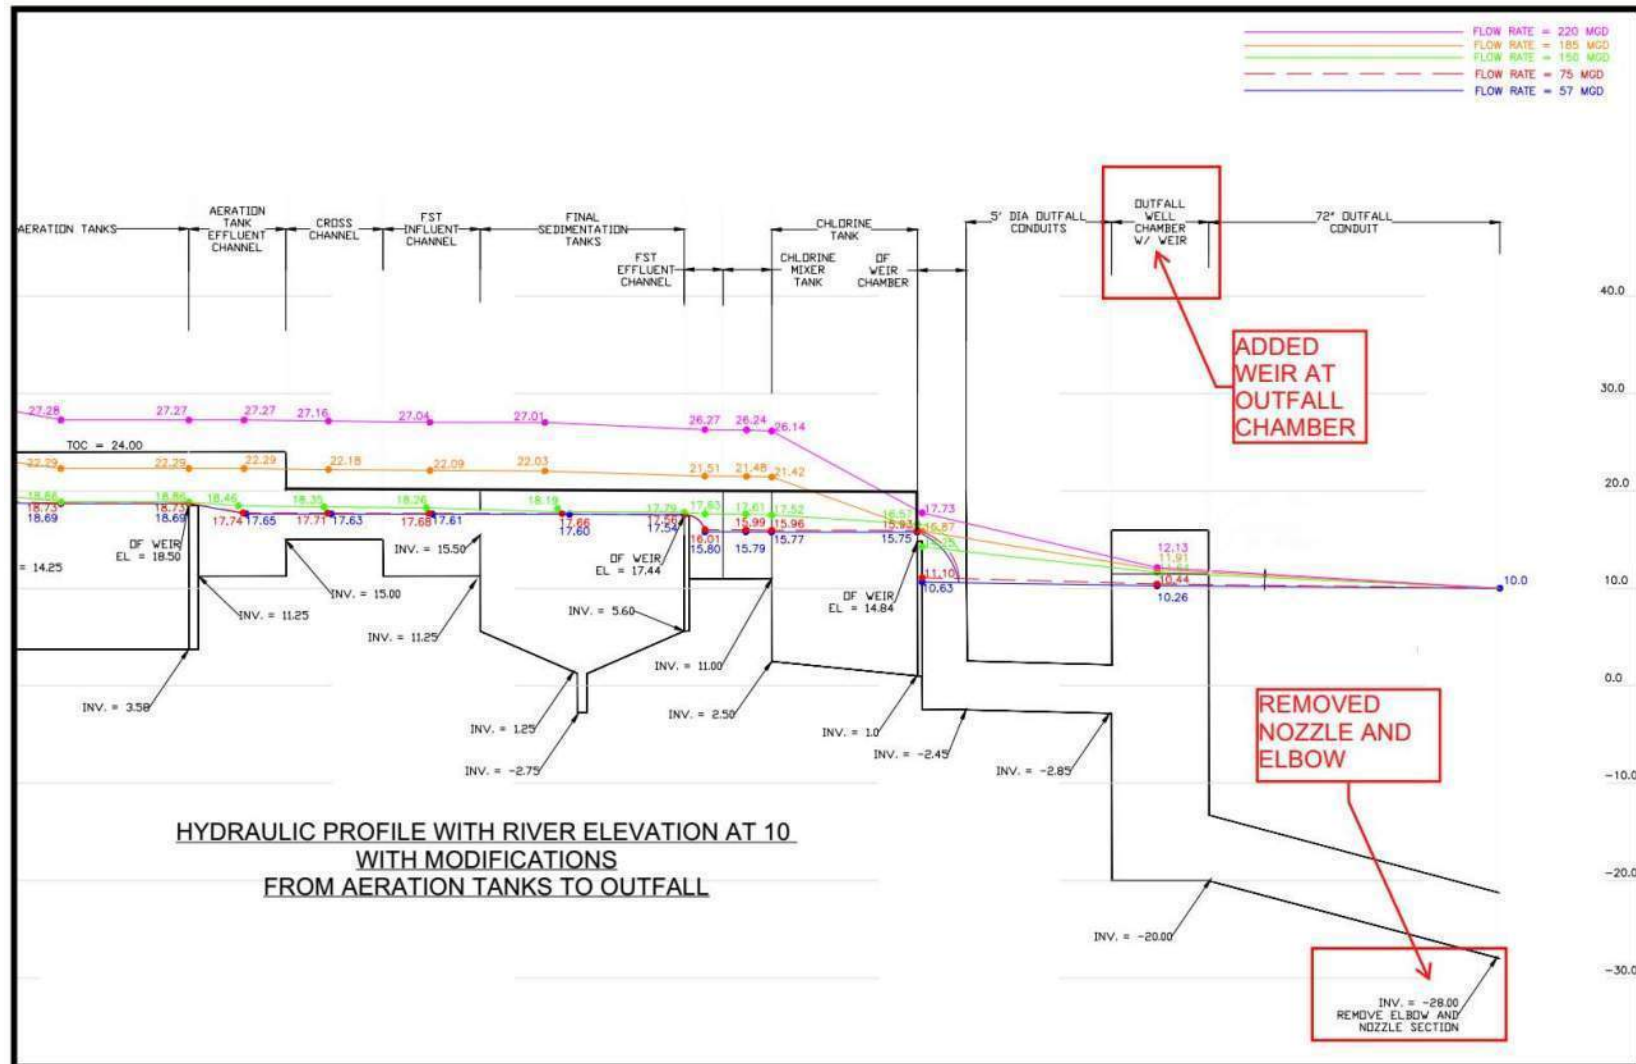 FLOW RATE = 220 MGD
FLOW RATE = 185 MGD
FLOW RATE = 150 MGD
FLOW RATE = 75 MGD
FLOW RATE = 57 MGD
AERATION TANKS
AERATION
TANK
EFFLUENT
CHANNEL
CROSS
CHANNEL
FST
INFLUENT
CHANNEL
FINAL
SEDIMENTATION
TANKS
FST
EFFLUENT
CHANNEL
CHLORINE
TANK
CHLORINE
MIXER
TANK
OF
WEIR
CHAMBER
5' DIA OUTFALL
CONDUITS
OUTFALL
WELL
CHAMBER
W/ WEIR
72" OUTFALL
CONDUIT
40.0
30.0
20.0
10.0
0.0
-10.0
-20.0
-30.0
ADDED
WEIR AT
OUTFALL
CHAMBER
27.28
27.27
27.27
27.16
27.04
27.01
26.27
26.24
26.14
17.73
12.13
TOC = 24.00
22.29
22.29
22.29
22.18
22.09
22.03
21.51
21.48
21.42
16.87
11.91
18.86
18.86
18.46
18.35
18.26
18.19
17.79
17.63
17.61
17.52
16.51
18.73
18.73
17.74
17.71
17.68
17.66
17.56
16.01
15.99
15.96
15.93
11.10
10.44
18.69
18.69
17.65
17.63
17.61
17.60
17.54
15.80
15.79
15.77
15.75
10.63
10.26
10.0
= 14.25
OF WEIR
EL = 18.50
INV. = 11.25
INV. = 15.00
INV. = 11.25
INV. = 15.50
OF WEIR
EL = 17.44
INV. = 5.60
INV. = 11.00
OF WEIR
EL = 14.84
INV. = 3.58
INV. = 1.25
INV. = -2.75
INV. = 2.50
INV. = 1.0
INV. = -2.45
INV. = -2.85
INV. = -20.00
REMOVED
NOZZLE AND
ELBOW
INV. = -28.00
REMOVE ELBOW AND
NOZZLE SECTION
HYDRAULIC PROFILE WITH RIVER ELEVATION AT 10
WITH MODIFICATIONS
FROM AERATION TANKS TO OUTFALL